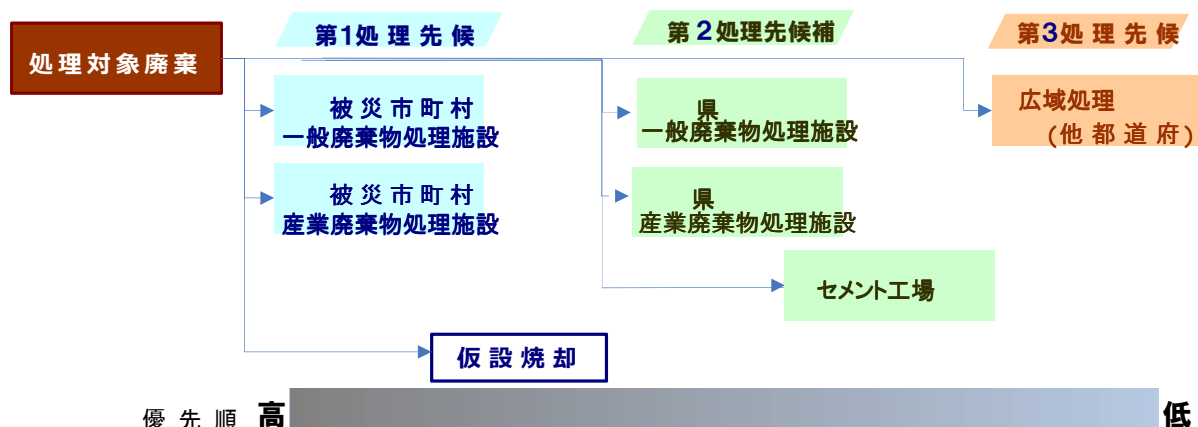 処理対象廃棄
第1処理先候
第２処理先候補
第3処理先候
被災市町村
一般廃棄物処理施設
県
一般廃棄物処理施設
広域処理
(他都道府)
被災市町村
産業廃棄物処理施設
県
産業廃棄物処理施設
セメント工場
仮設焼却
優先順 高
低